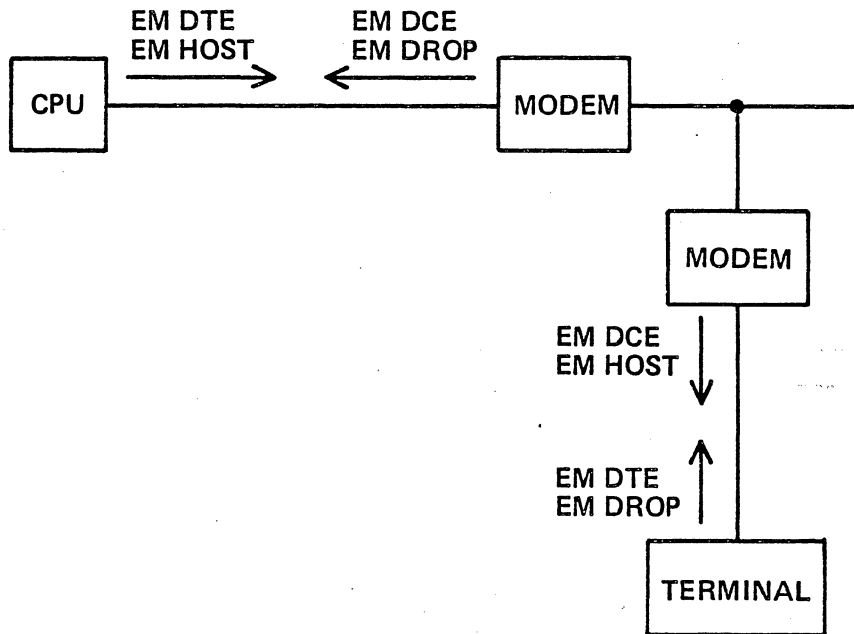 EM DTE
EM HOST
EM DCE
EM DROP
CPU
MODEM
MODEM
EM DCE
EM HOST
EM DTE
EM DROP
TERMINAL